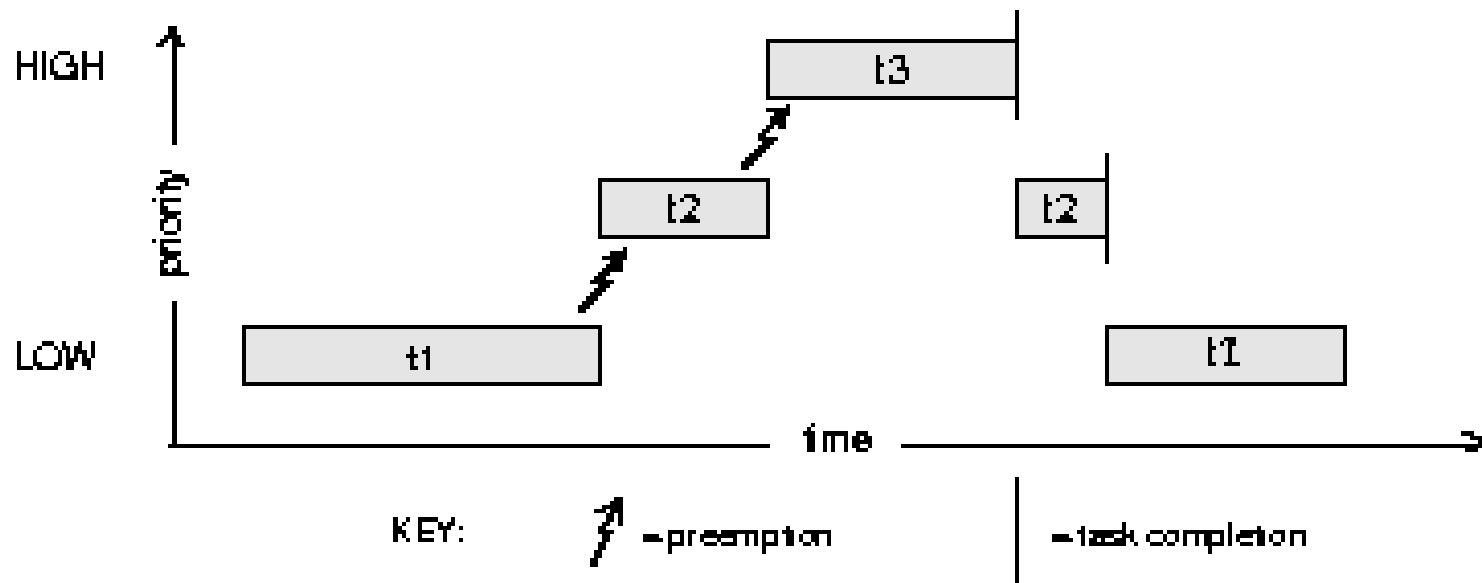 HIGH
t3
priority
t2
t2
LOW
t1
t1
time
KEY:
=preemption
=task completion